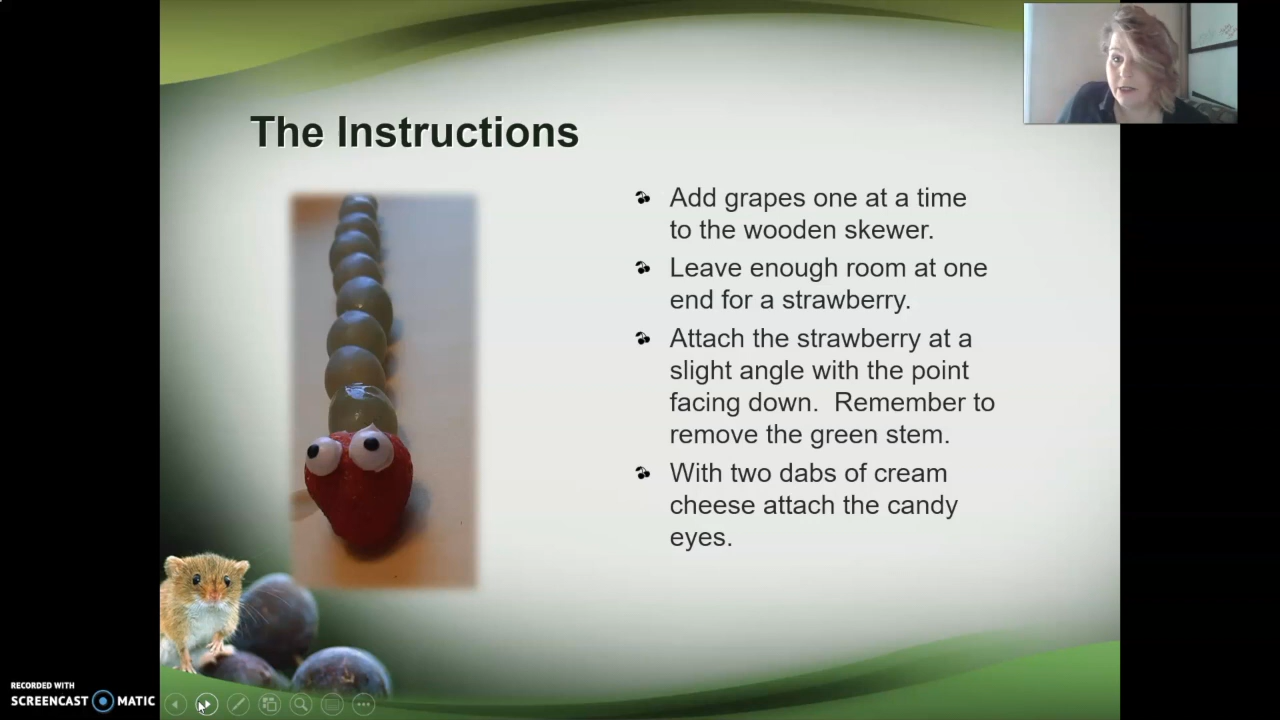 The Instructions
Add grapes one at a time
to the wooden skewer.
Leave enough room at one
end for a strawberry.
Attach the strawberry at a
slight angle with the point
facing down.  Remember to
remove the green stem.
With two dabs of cream
cheese attach the candy
eyes.
RECORDED WITH
SCREENCAST MATIC